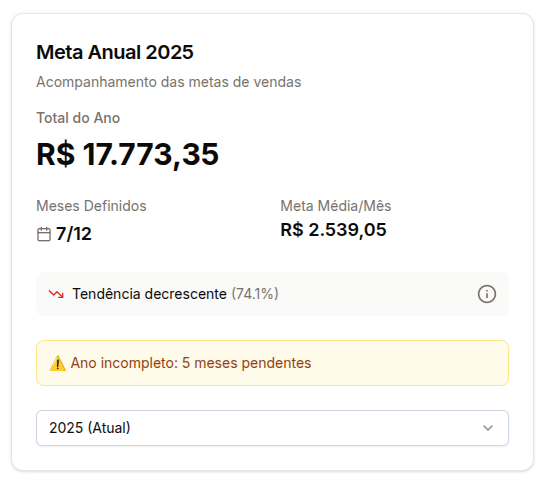 Meta Anual 2025
Acompanhamento das metas de vendas
Total do Ano
R$ 17.773,35
Meses Definidos
7/12
Meta Média/Mês
R$ 2.539,05
Tendência decrescente (74.1%)
Ano incompleto: 5 meses pendentes
2025 (Atual)